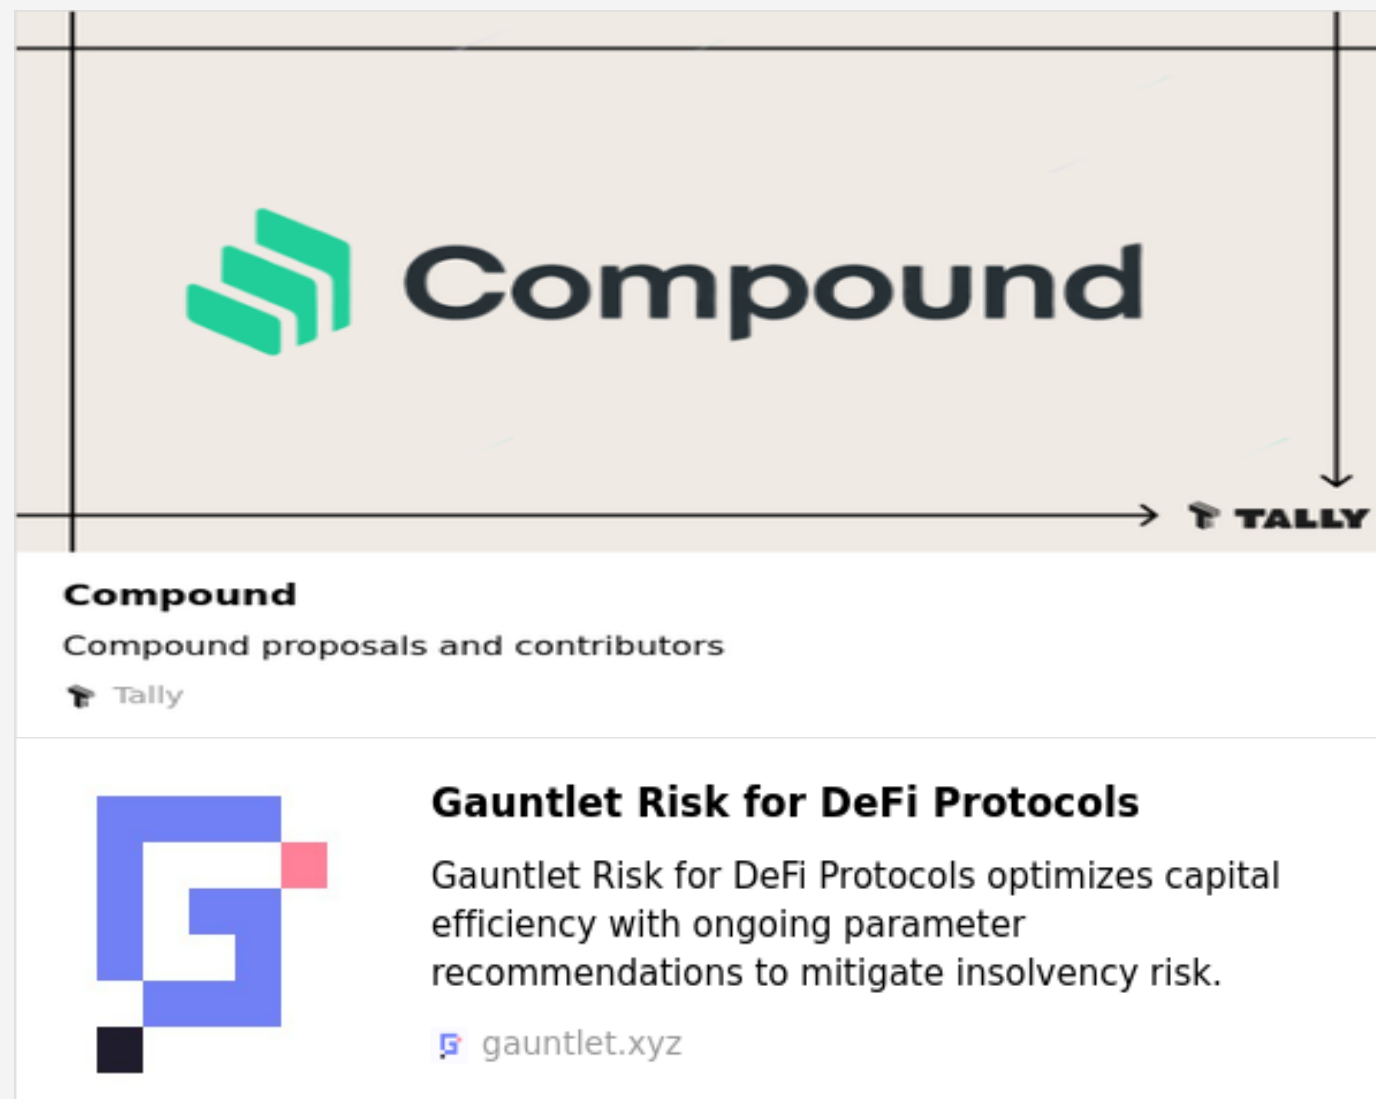 Compound
TALLY
Compound
Compound proposals and contributors
Tally
Gauntlet Risk for DeFi Protocols
Gauntlet Risk for DeFi Protocols optimizes capital
efficiency with ongoing parameter
recommendations to mitigate insolvency risk.
gauntlet.xyz